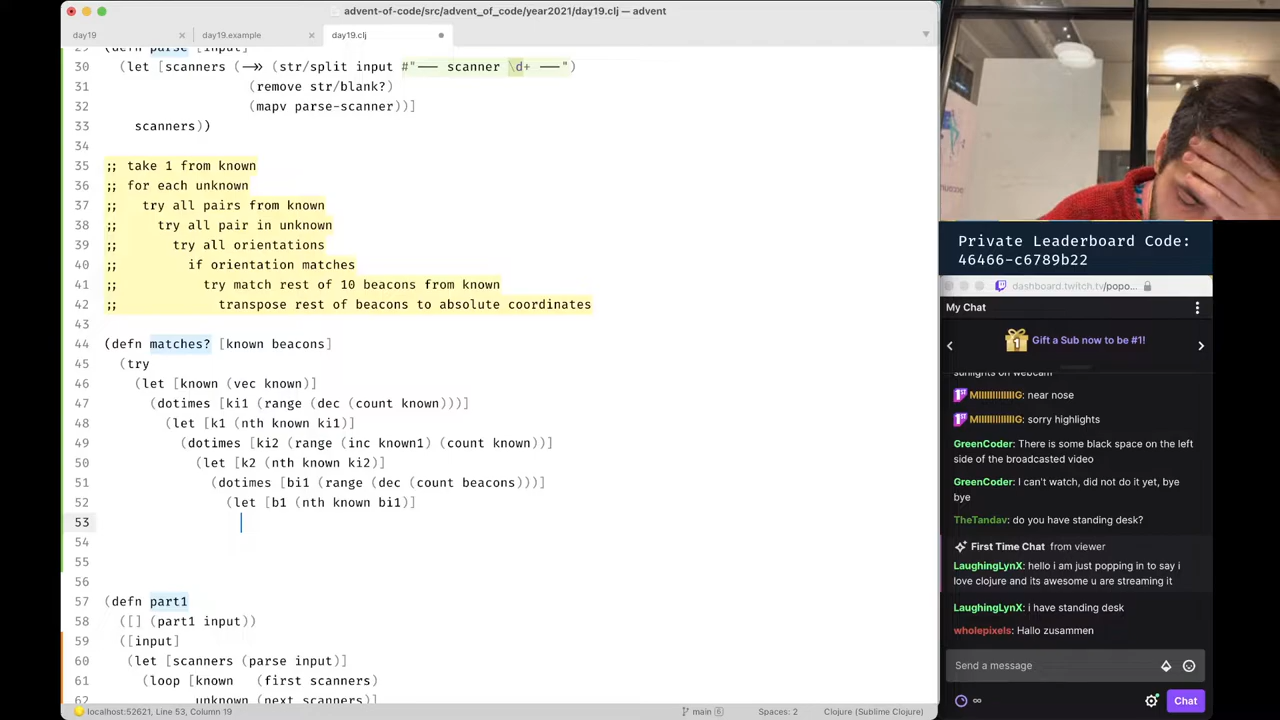 advent-of-code/src/advent_of_code/year2021/day19.clj — advent
day19
day19.example
day19.clj
29 (defn parse [input]
30 (let [scanners (->> (str/split input #"--- scanner \d+ ---")
31 (remove str/blank?)
32 (mapv parse-scanner))]
33 scanners))
34
35 ;; take 1 from known
36 ;; for each unknown
37 ;; try all pairs from known
38 ;; try all pair in unknown
39 ;; try all orientations
40 ;; if orientation matches
41 ;; try match rest of 10 beacons from known
42 ;; transpose rest of beacons to absolute coordinates
43
44 (defn matches? [known beacons]
45 (try
46 (let [known (vec known)]
47 (dotimes [ki1 (range (dec (count known)))]
48 (let [k1 (nth known ki1)]
49 (dotimes [ki2 (range (inc known1) (count known))]
50 (let [k2 (nth known ki2)]
51 (dotimes [bi1 (range (dec (count beacons)))]
52 (let [b1 (nth known bi1)]
53
54
55
56
57 (defn part1
58 ([] (part1 input))
59 ([input]
60 (let [scanners (parse input)]
61 (loop [known (first scanners)
62 unknown (next scanners)
localhost:52621, Line 53, Column 19
main 6
Spaces: 2
Clojure (Sublime Clojure)
Private Leaderboard Code:
46466-c6789b22
dashboard.twitch.tv/popo...
My Chat
Gift a Sub now to be #1!
1
sunlights on webcam
MIIIIIIIIIIG: near nose
MIIIIIIIIIIG: sorry highlights
GreenCoder: There is some black space on the left
side of the broadcasted video
GreenCoder: I can't watch, did not do it yet, bye
bye
TheTandav: do you have standing desk?
First Time Chat from viewer
LaughingLynX: hello i am just popping in to say i
love clojure and its awesome u are streaming it
LaughingLynX: i have standing desk
wholepixels: Hallo zusammen
Send a message
∞
Chat